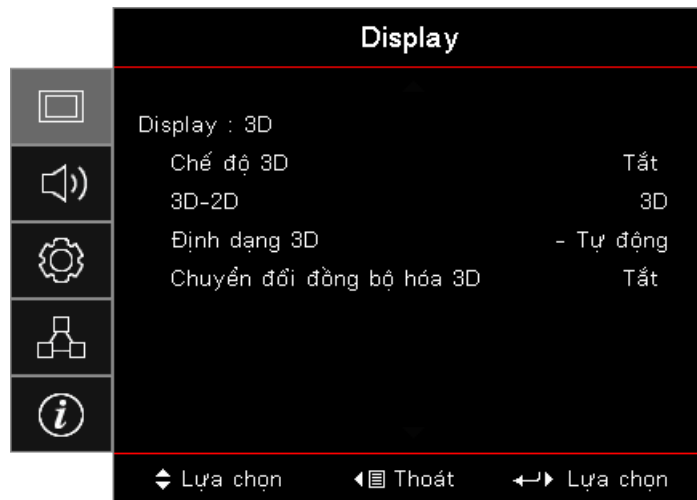 Display
Display : 3D
Chế độ 3D Tắt
3D-2D 3D
Định dạng 3D - Tự động
Chuyển đổi đồng bộ hóa 3D Tắt
Lựa chọn Thoát Lựa chọn